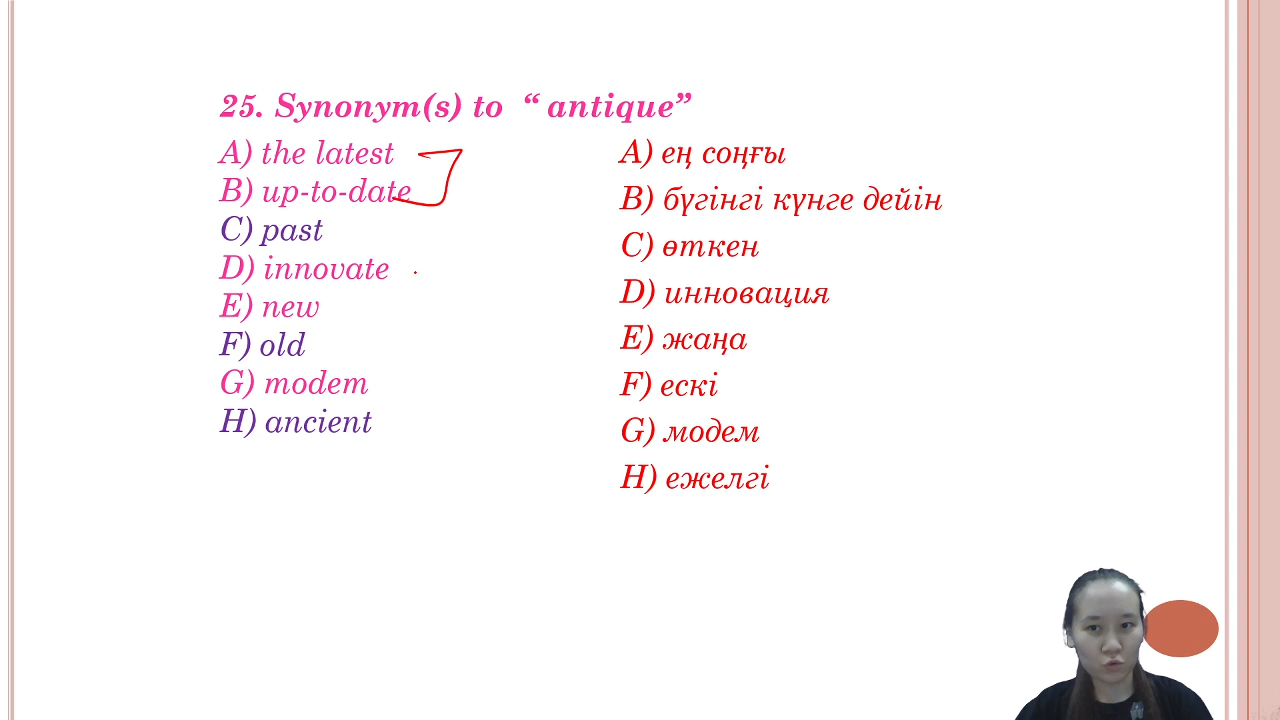 25. Synonym(s) to “ antique”
A) the latest
B) up-to-date
C) past
D) innovate
E) new
F) old
G) modem
H) ancient
A) ең соңғы
B) бүгінгі күнге дейін
C) өткен
D) инновация
E) жаңа
F) ескі
G) модем
H) ежелгі